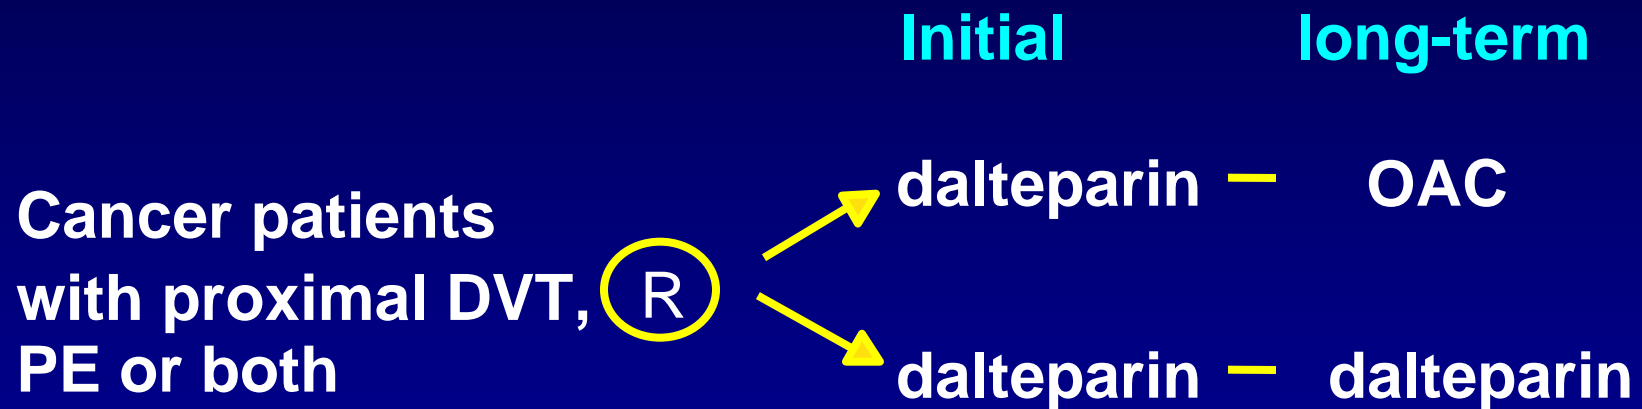 Initial long-term
dalteparin – OAC
Cancer patients
with proximal DVT, R
PE or both
dalteparin – dalteparin